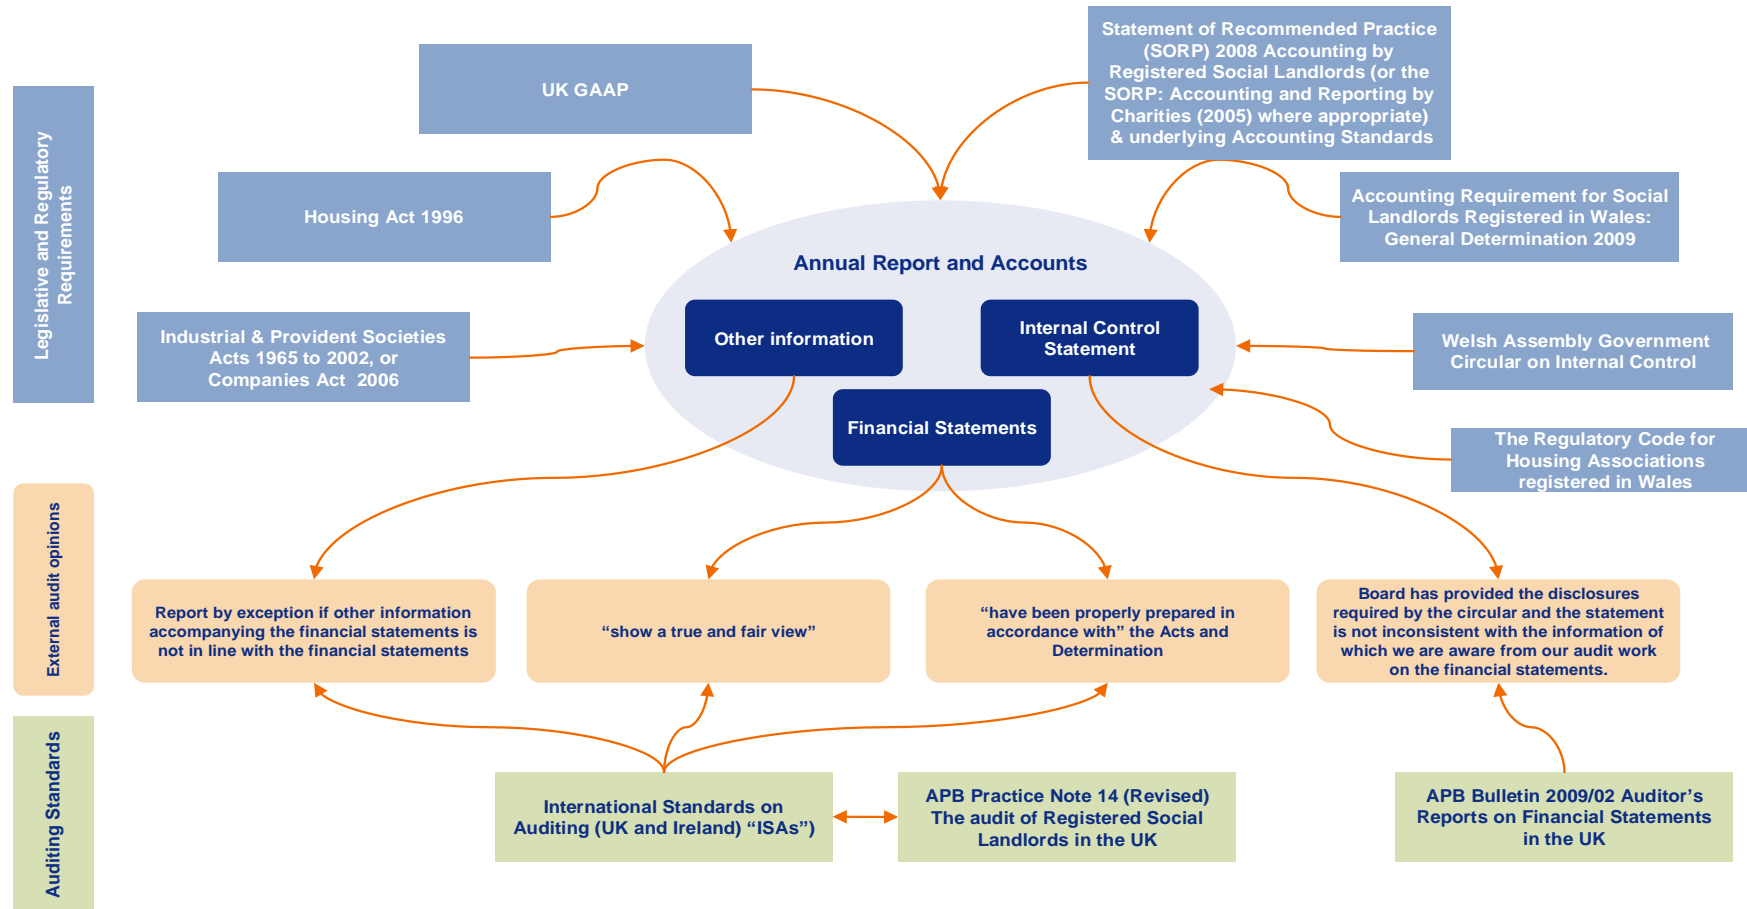 Legislative and Regulatory
Requirements
UK GAAP
Statement of Recommended Practice
(SORP) 2008 Accounting by
Registered Social Landlords (or the
SORP: Accounting and Reporting by
Charities (2005) where appropriate)
& underlying Accounting Standards
Housing Act 1996
Accounting Requirement for Social
Landlords Registered in Wales:
General Determination 2009
Annual Report and Accounts
Industrial & Provident Societies
Acts 1965 to 2002, or
Companies Act  2006
Other information
Internal Control
Statement
Welsh Assembly Government
Circular on Internal Control
Financial Statements
The Regulatory Code for
Housing Associations
registered in Wales
External audit opinions
Report by exception if other information
accompanying the financial statements is
not in line with the financial statements
“show a true and fair view”
“have been properly prepared in
accordance with” the Acts and
Determination
Board has provided the disclosures
required by the circular and the statement
is not inconsistent with the information of
which we are aware from our audit work
on the financial statements.
Auditing Standards
International Standards on
Auditing (UK and Ireland) “ISAs”)
APB Practice Note 14 (Revised)
The audit of Registered Social
Landlords in the UK
APB Bulletin 2009/02 Auditor’s
Reports on Financial Statements
in the UK